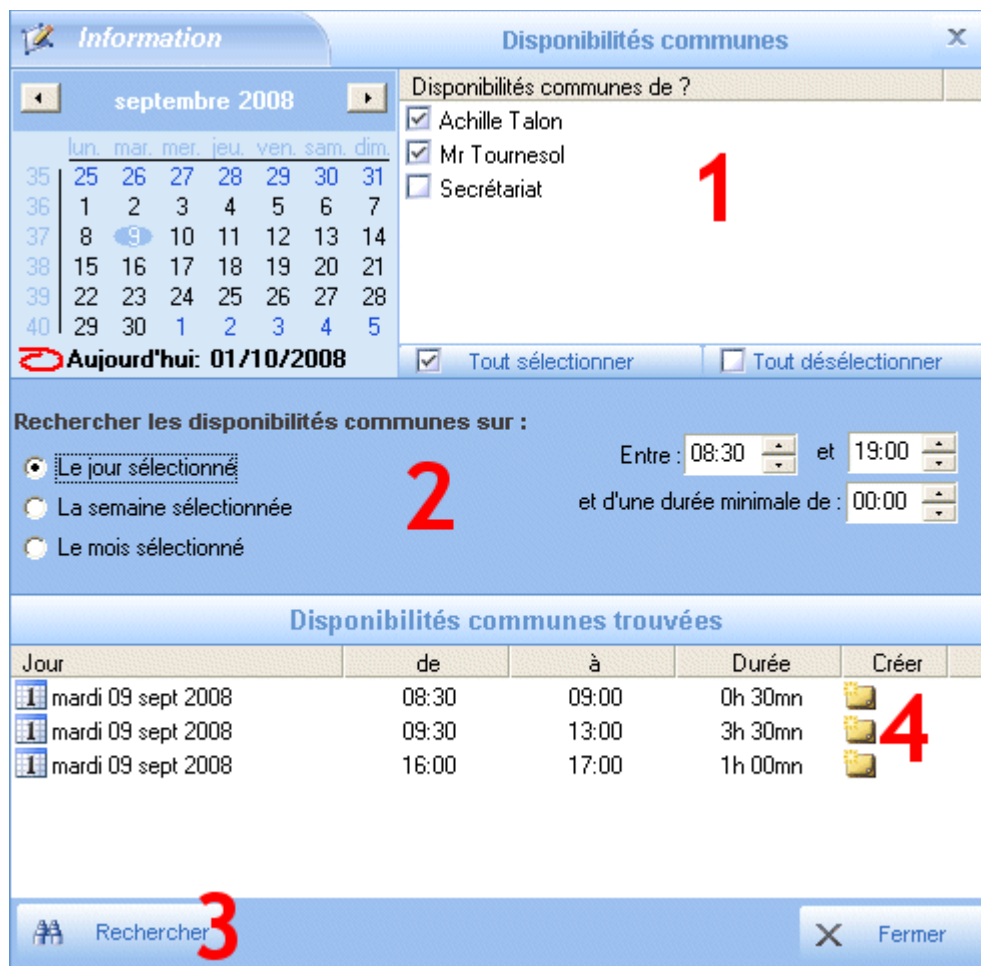 Information
Disponibilités communes
septembre 2008
lun. mar. mer. jeu. ven. sam. dim.
35 25 26 27 28 29 30 31
36 1 2 3 4 5 6 7
37 8 9 10 11 12 13 14
38 15 16 17 18 19 20 21
39 22 23 24 25 26 27 28
40 29 30 1 2 3 4 5
Aujourd'hui: 01/10/2008
Disponibilités communes de ?
Achille Talon
Mr Tournesol
Secrétariat
1
Tout sélectionner
Tout désélectionner
Rechercher les disponibilités communes sur :
Le jour sélectionné
La semaine sélectionnée
Le mois sélectionné
2
Entre : 08:30 et 19:00
et d'une durée minimale de : 00:00
Disponibilités communes trouvées
Jour de à Durée Créer
1 mardi 09 sept 2008 08:30 09:00 0h 30mn
1 mardi 09 sept 2008 09:30 13:00 3h 30mn
1 mardi 09 sept 2008 16:00 17:00 1h 00mn
4
Rechercher
3
Fermer